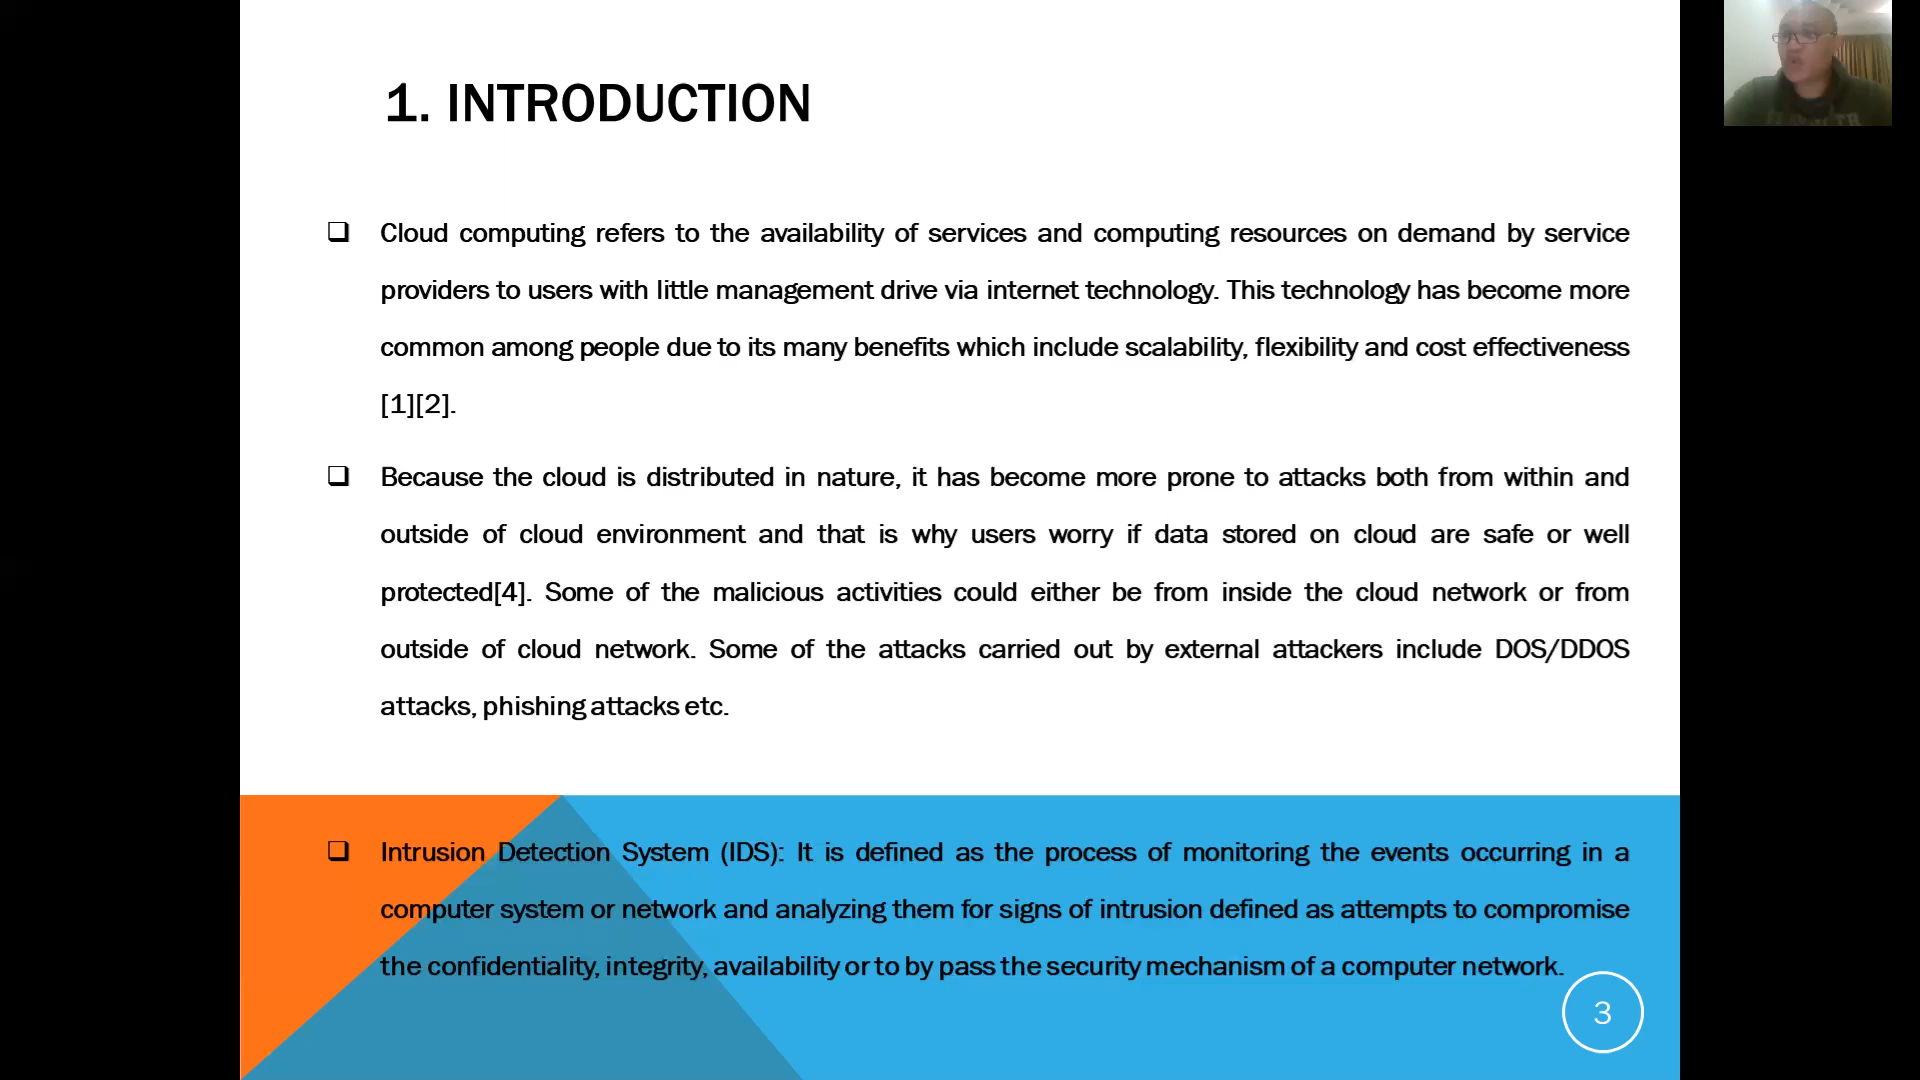 1. INTRODUCTION
❑ Cloud computing refers to the availability of services and computing resources on demand by service
providers to users with little management drive via internet technology. This technology has become more
common among people due to its many benefits which include scalability, flexibility and cost effectiveness
[1][2].
❑ Because the cloud is distributed in nature, it has become more prone to attacks both from within and
outside of cloud environment and that is why users worry if data stored on cloud are safe or well
protected[4]. Some of the malicious activities could either be from inside the cloud network or from
outside of cloud network. Some of the attacks carried out by external attackers include DOS/DDOS
attacks, phishing attacks etc.
❑ Intrusion Detection System (IDS): It is defined as the process of monitoring the events occurring in a
computer system or network and analyzing them for signs of intrusion defined as attempts to compromise
the confidentiality, integrity, availability or to by pass the security mechanism of a computer network.
3